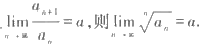 .lim_{n→∞} a_{n+1}/a_n = a,则 lim_{n→∞} ⁿ√a_n = a.